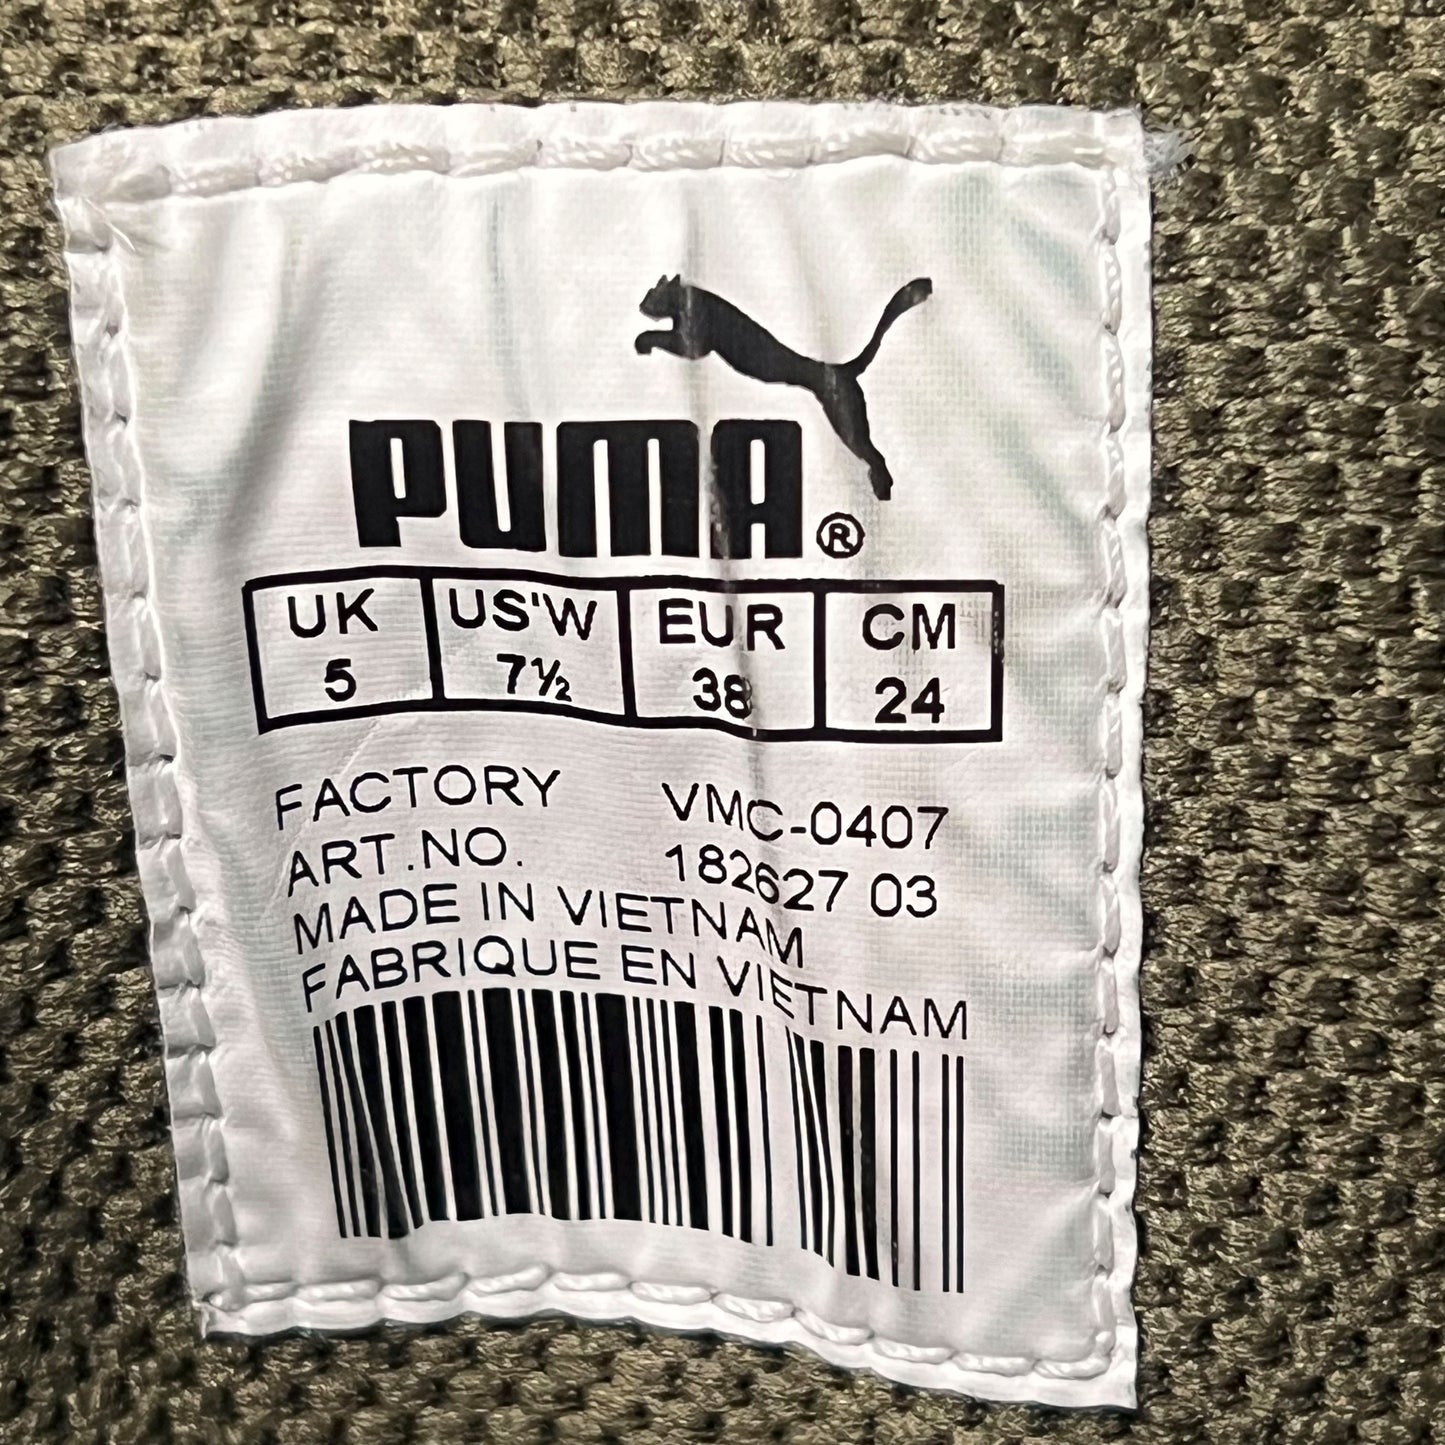 PUMA®
UK US'W EUR CM
5 7½ 38 24
FACTORY VMC-0407
ART.NO. 182627 03
MADE IN VIETNAM
FABRIQUE EN VIETNAM